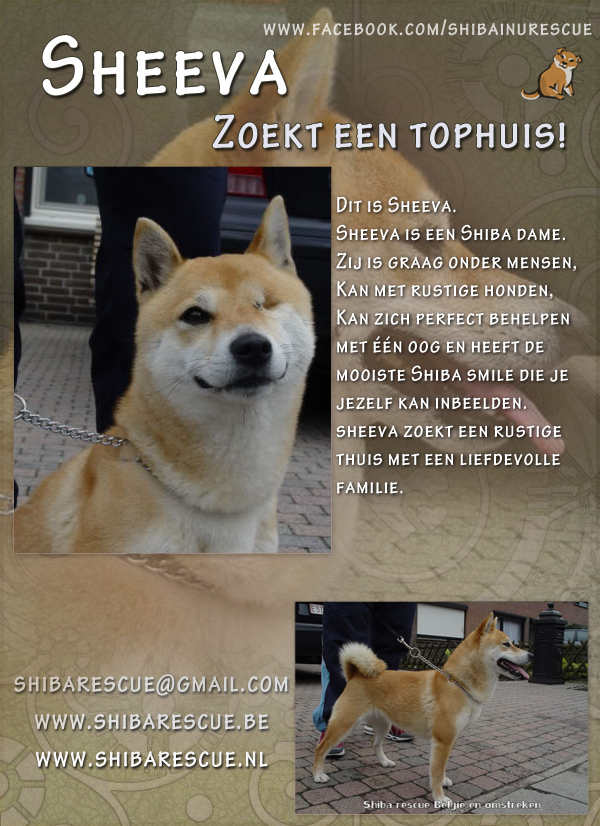 www.facebook.com/shibainurescue
Sheeva
Zoekt een tophuis!
Dit is Sheeva.
Sheeva is een Shiba dame.
Zij is graag onder mensen,
Kan met rustige honden,
Kan zich perfect behelpen
met één oog en heeft de
mooiste Shiba smile die je
jezelf kan inbeelden.
sheeva zoekt een rustige
thuis met een liefdevolle
familie.
shibarescue@gmail.com
www.shibarescue.be
www.shibarescue.nl
Shiba rescue België en omstreken